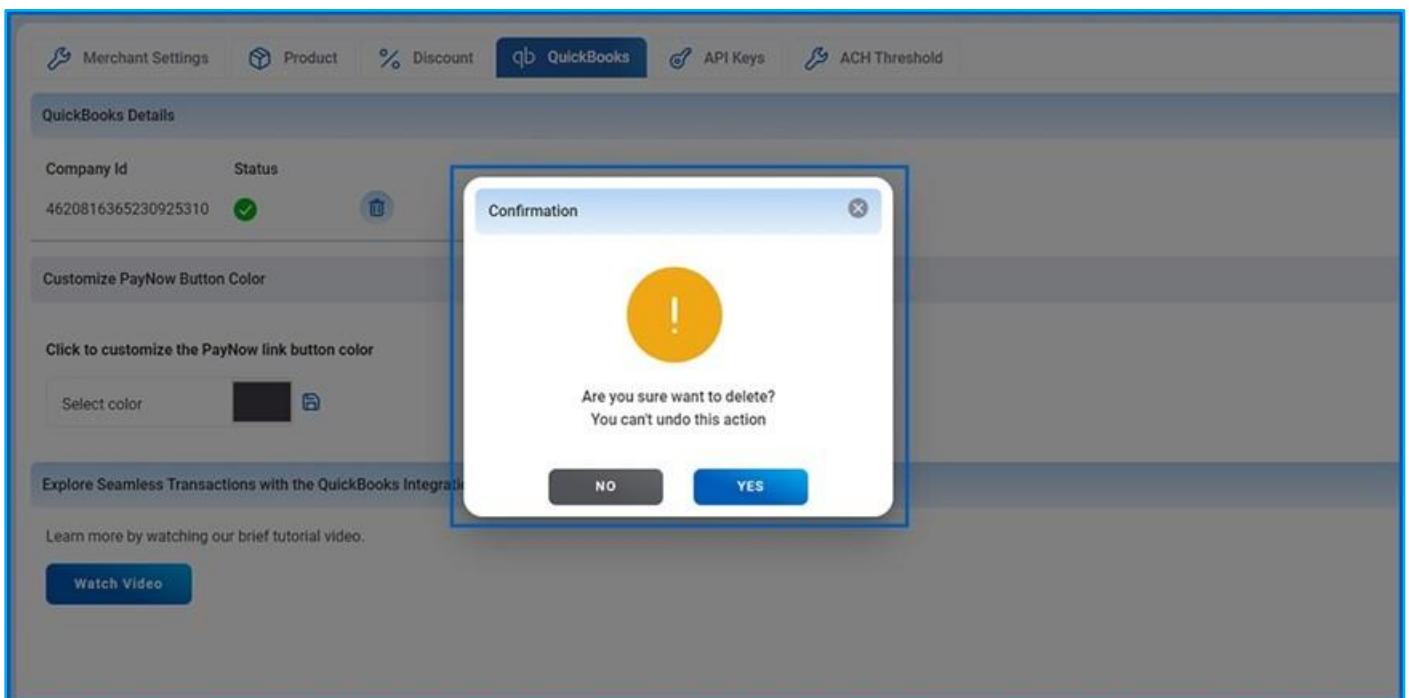 Merchant Settings Product Discount qb QuickBooks API Keys ACH Threshold
QuickBooks Details
Company Id Status
4620816365230925310
Confirmation
Customize PayNow Button Color
Click to customize the PayNow link button color
Select color
!
Are you sure want to delete?
You can't undo this action
NO YES
Explore Seamless Transactions with the QuickBooks Integratio
Learn more by watching our brief tutorial video.
Watch Video